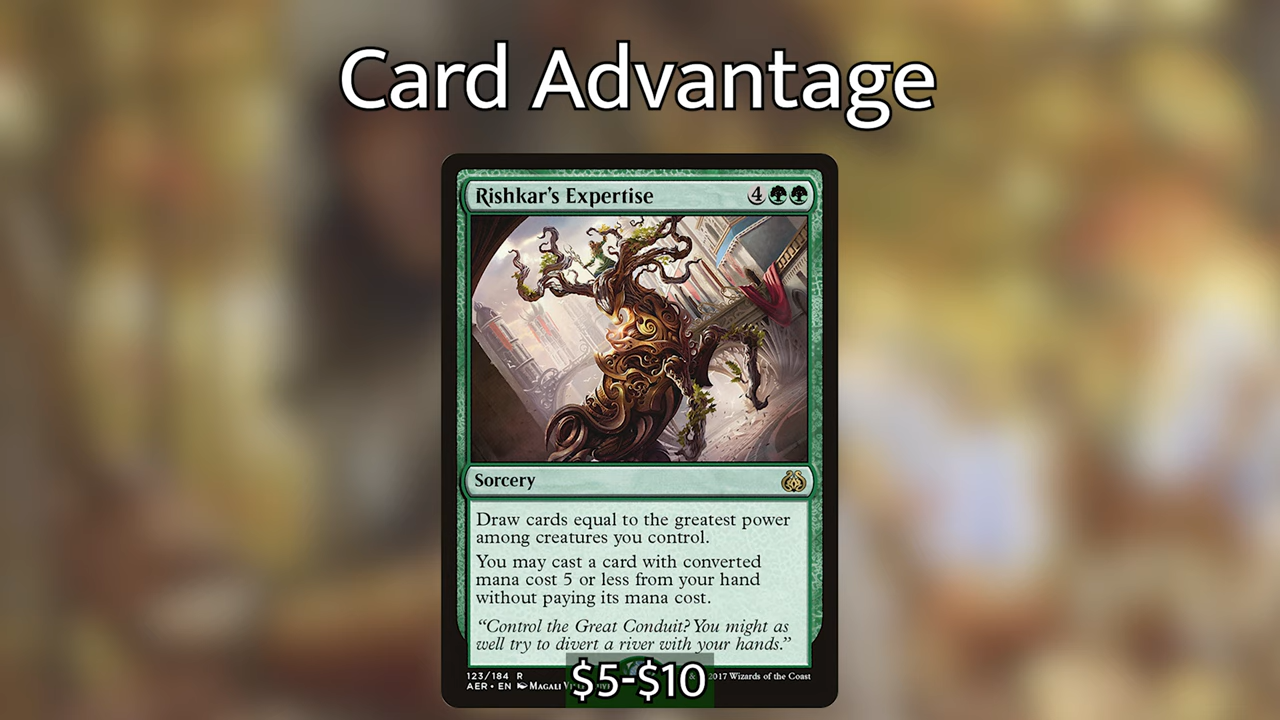 Card Advantage
Rishkar's Expertise 4
Sorcery
Draw cards equal to the greatest power
among creatures you control.
You may cast a card with converted
mana cost 5 or less from your hand
without paying its mana cost.
“Control the Great Conduit? You might as
well try to divert a river with your hands.”
123/184 R
AER • EN Magali
2017 Wizards of the Coast
$5-$10